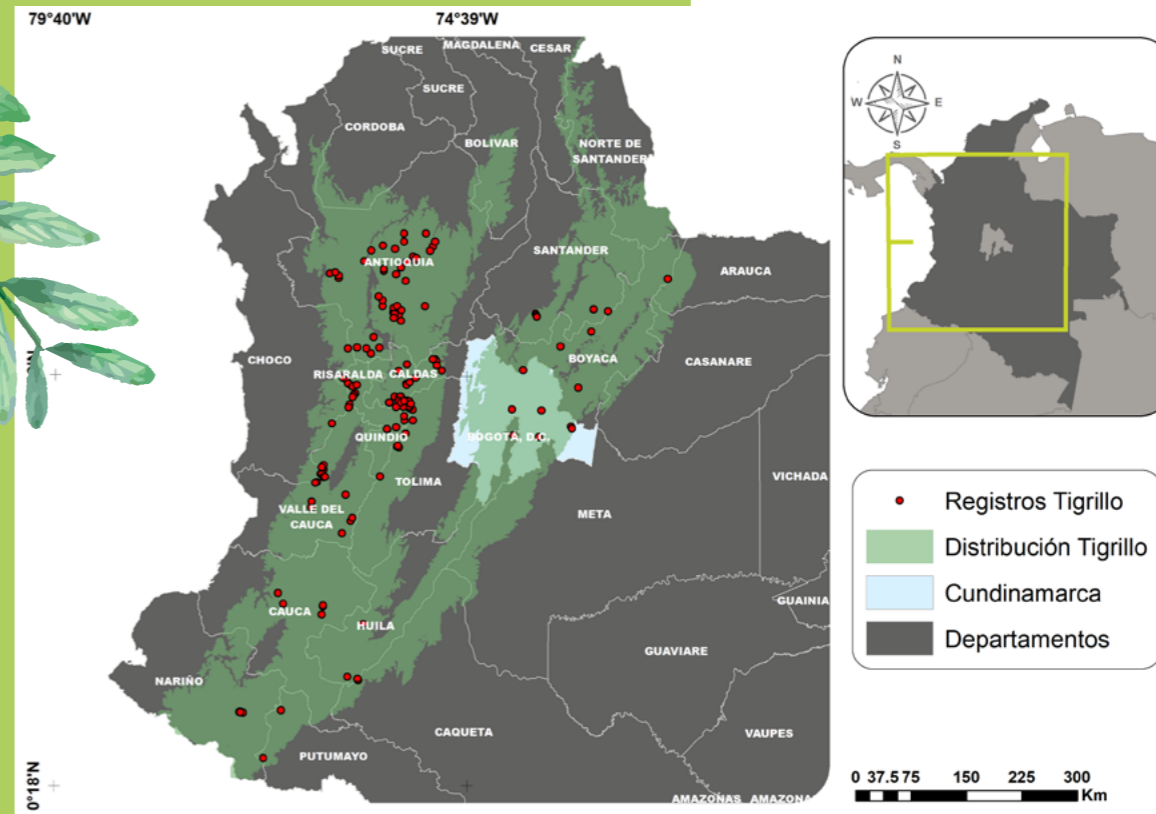 79°40'W
74°39'W
SUCRE
MAGDALENA
CESAR
SUCRE
CORDOBA
BOLIVAR
NORTE DE
SANTANDER
SANTANDER
ANTIOQUIA
ARAUCA
CHOCO
BOYACA
CASANARE
RISARALDA
CALDAS
QUINDIO
BOGOTA, D.C.
TOLIMA
VICHADA
VALLE DEL
CAUCA
META
GUAINIA
CAUCA
HUILA
GUAVIARE
NARIÑO
CAQUETA
VAUPES
PUTUMAYO
AMAZONAS
AMAZONA
0°18'N
N
W
E
S
Registros Tigrillo
Distribución Tigrillo
Cundinamarca
Departamentos
0 37.5 75 150 225 300
Km